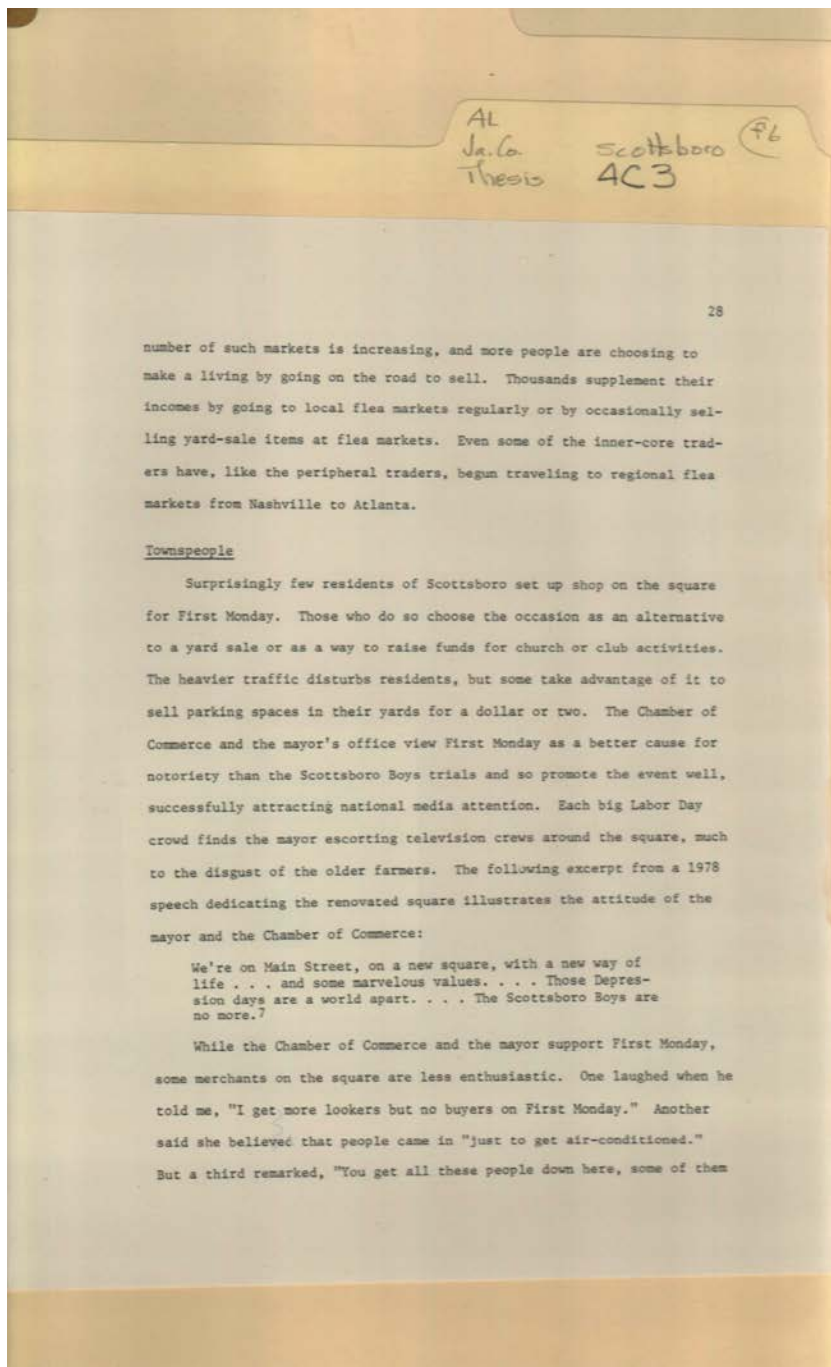 AL
Ja. Co. Scottsboro
Thesis 4C3
28
number of such markets is increasing, and more people are choosing to
make a living by going on the road to sell. Thousands supplement their
incomes by going to local flea markets regularly or by occasionally sel-
ling yard-sale items at flea markets. Even some of the inner-core trad-
ers have, like the peripheral traders, begun traveling to regional flea
markets from Nashville to Atlanta.
Townspeople
Surprisingly few residents of Scottsboro set up shop on the square
for First Monday. Those who do so choose the occasion as an alternative
to a yard sale or as a way to raise funds for church or club activities.
The heavier traffic disturbs residents, but some take advantage of it to
sell parking spaces in their yards for a dollar or two. The Chamber of
Commerce and the mayor's office view First Monday as a better cause for
notoriety than the Scottsboro Boys trials and so promote the event well,
successfully attracting national media attention. Each big Labor Day
crowd finds the mayor escorting television crews around the square, much
to the disgust of the older farmers. The following excerpt from a 1978
speech dedicating the renovated square illustrates the attitude of the
mayor and the Chamber of Commerce:
We're on Main Street, on a new square, with a new way of
life . . . and some marvelous values. . . . Those Depres-
sion days are a world apart. . . . The Scottsboro Boys are
no more.7
While the Chamber of Commerce and the mayor support First Monday,
some merchants on the square are less enthusiastic. One laughed when he
told me, "I get more lookers but no buyers on First Monday." Another
said she believed that people came in "just to get air-conditioned."
But a third remarked, "You get all these people down here, some of them